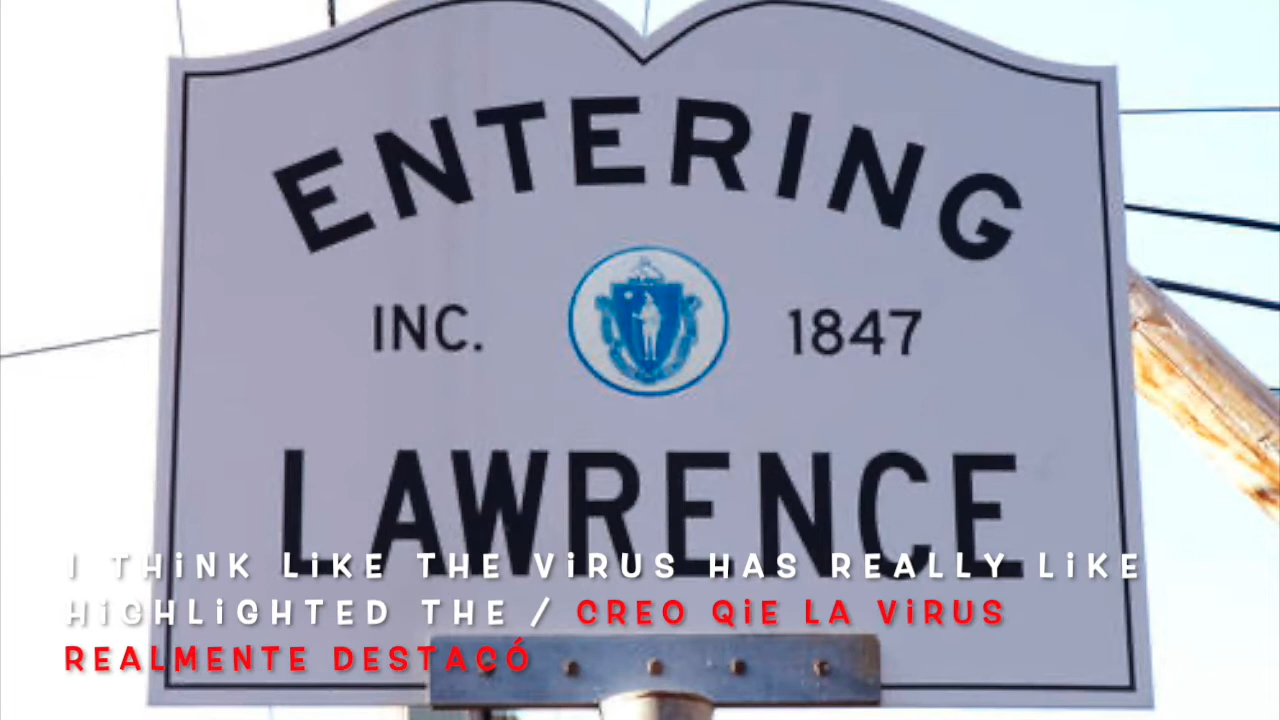 ENTERING
INC. 1847
LAWRENCE
I THiNK LiKE THE ViRUS HAS REALLY LiKE
HiGHLiGHTED THE / CREO QiE LA ViRUS
REALMENTE DESTACÓ